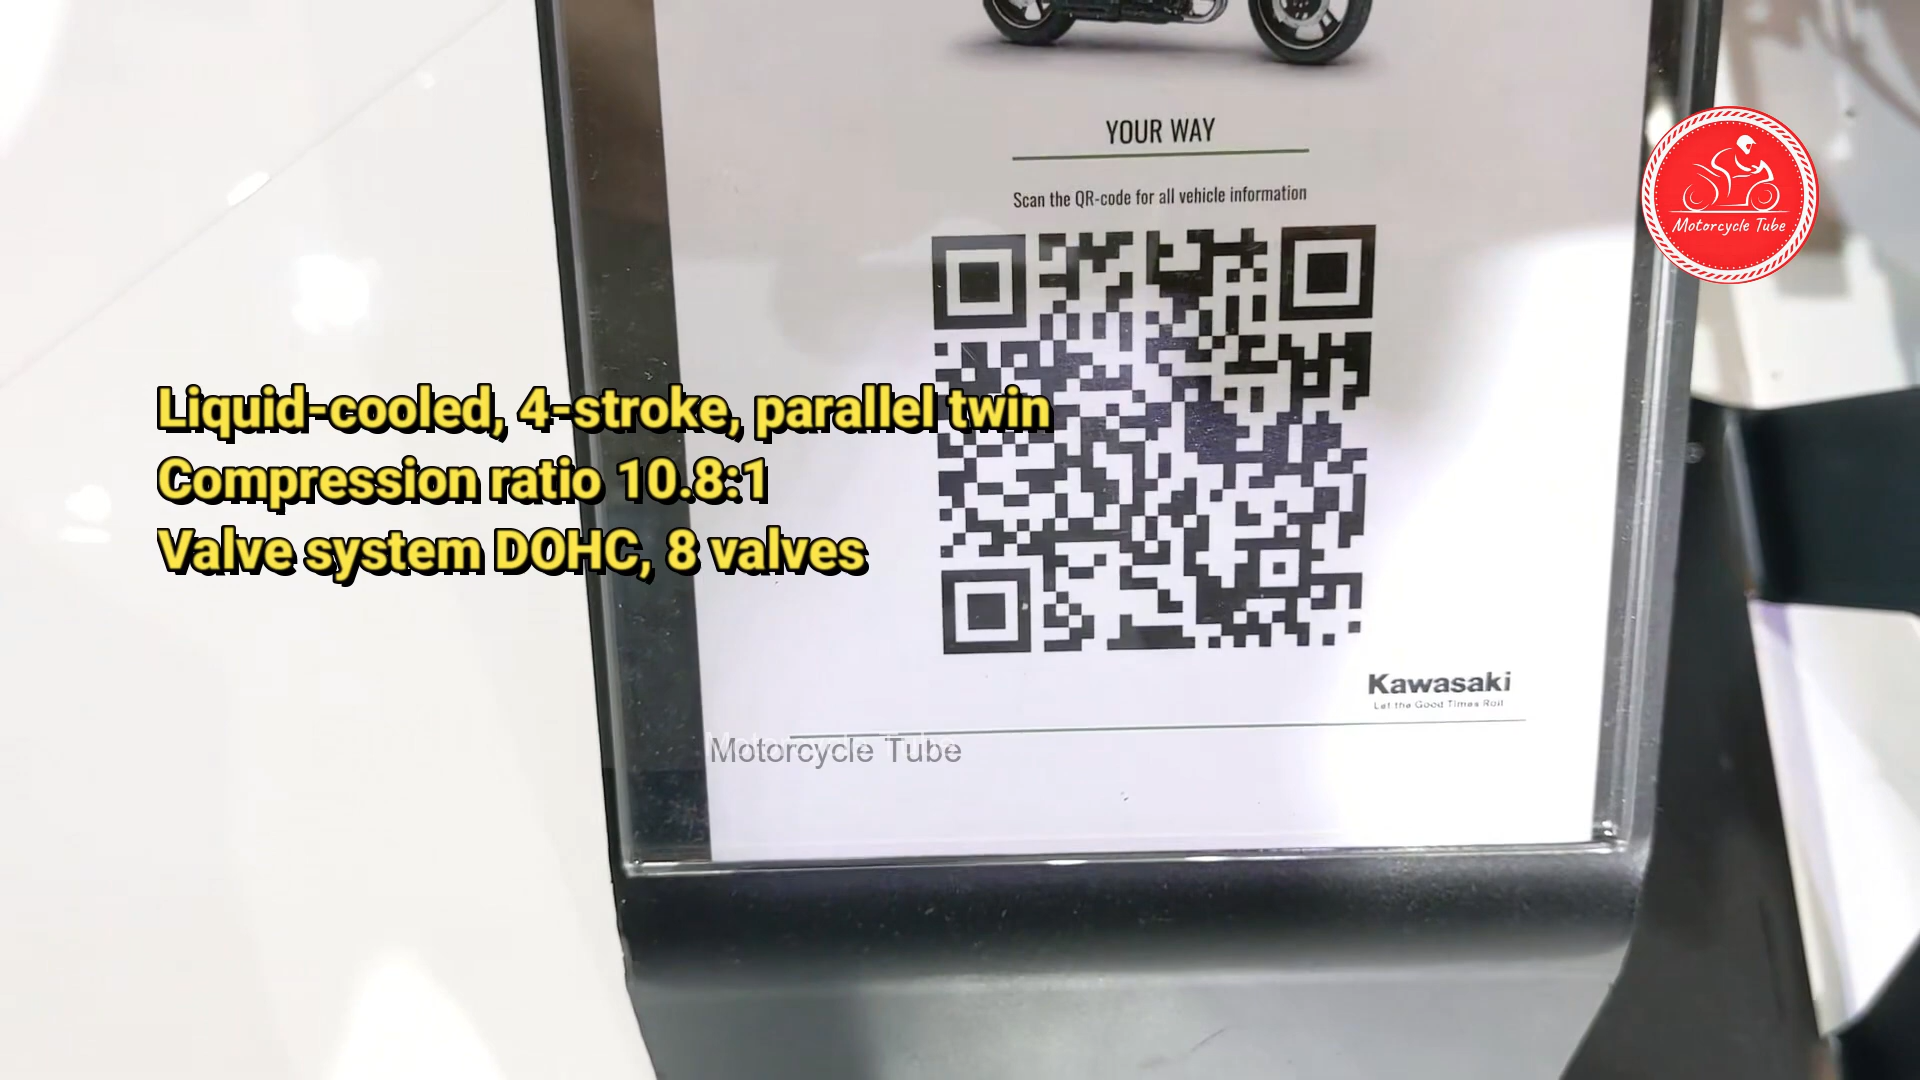 YOUR WAY
Scan the QR-code for all vehicle information
Motorcycle Tube
Liquid-cooled, 4-stroke, parallel twin
Compression ratio 10.8:1
Valve system DOHC, 8 valves
Kawasaki
Let the Good Times Roll
Motorcycle Tube